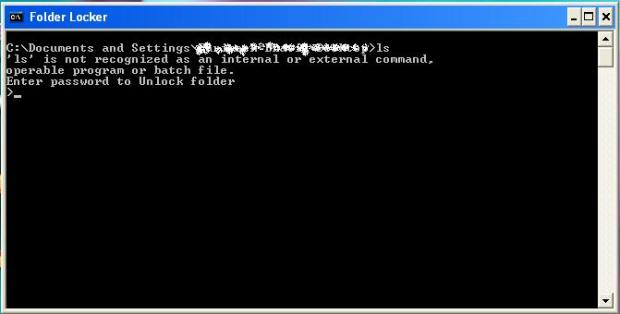 Folder Locker
C:\Documents and Settings\ >ls
'ls' is not recognized as an internal or external command,
operable program or batch file.
Enter password to Unlock folder
>_